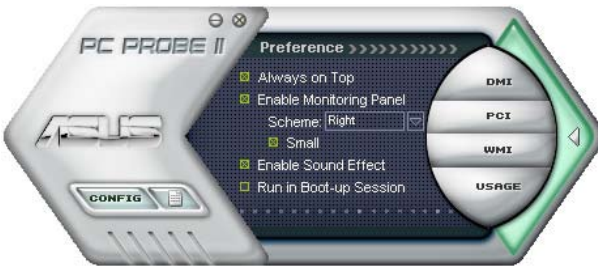 PC PROBE II
ASUS
CONFIG
Preference
Always on Top
Enable Monitoring Panel
Scheme: Right
Small
Enable Sound Effect
Run in Boot-up Session
DMI
PCI
WMI
USAGE